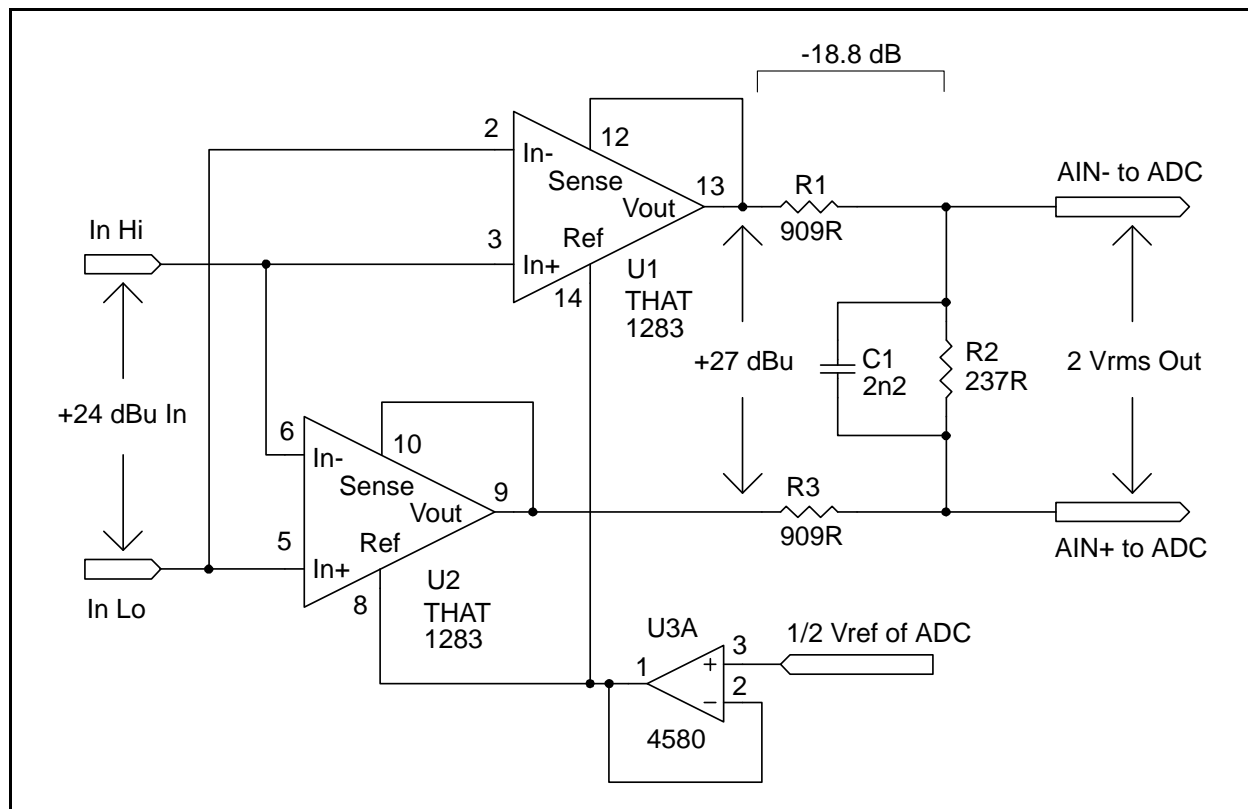 -18.8 dB
2
In-
12
Sense
Vout
13
R1
909R
AIN- to ADC
In Hi
3
In+
Ref
14
U1
THAT
1283
+24 dBu In
+27 dBu
C1
2n2
R2
237R
2 Vrms Out
6
In-
10
Sense
Vout
9
R3
909R
AIN+ to ADC
5
In+
Ref
8
U2
THAT
1283
In Lo
U3A
1/2 Vref of ADC
1
+
3
−
2
4580